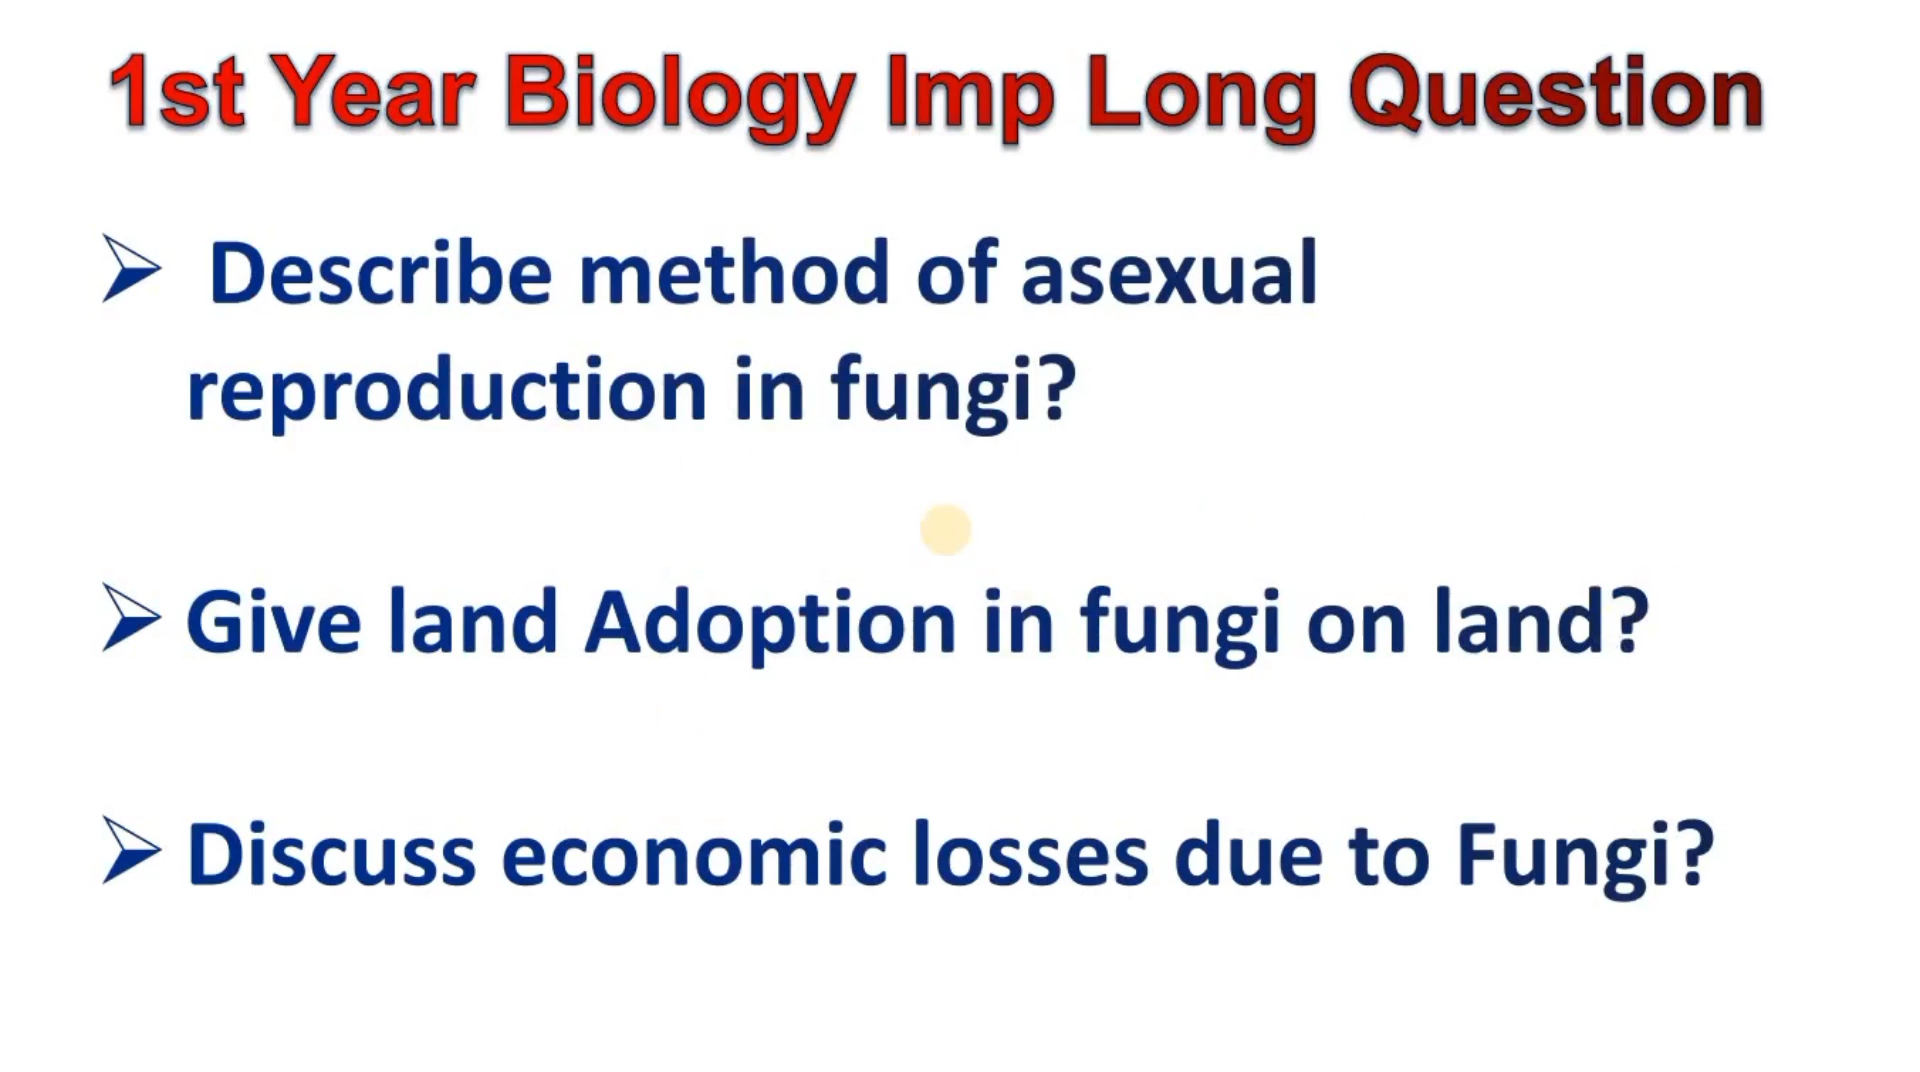 1st Year Biology Imp Long Question
➢ Describe method of asexual
reproduction in fungi?
➢ Give land Adoption in fungi on land?
➢ Discuss economic losses due to Fungi?